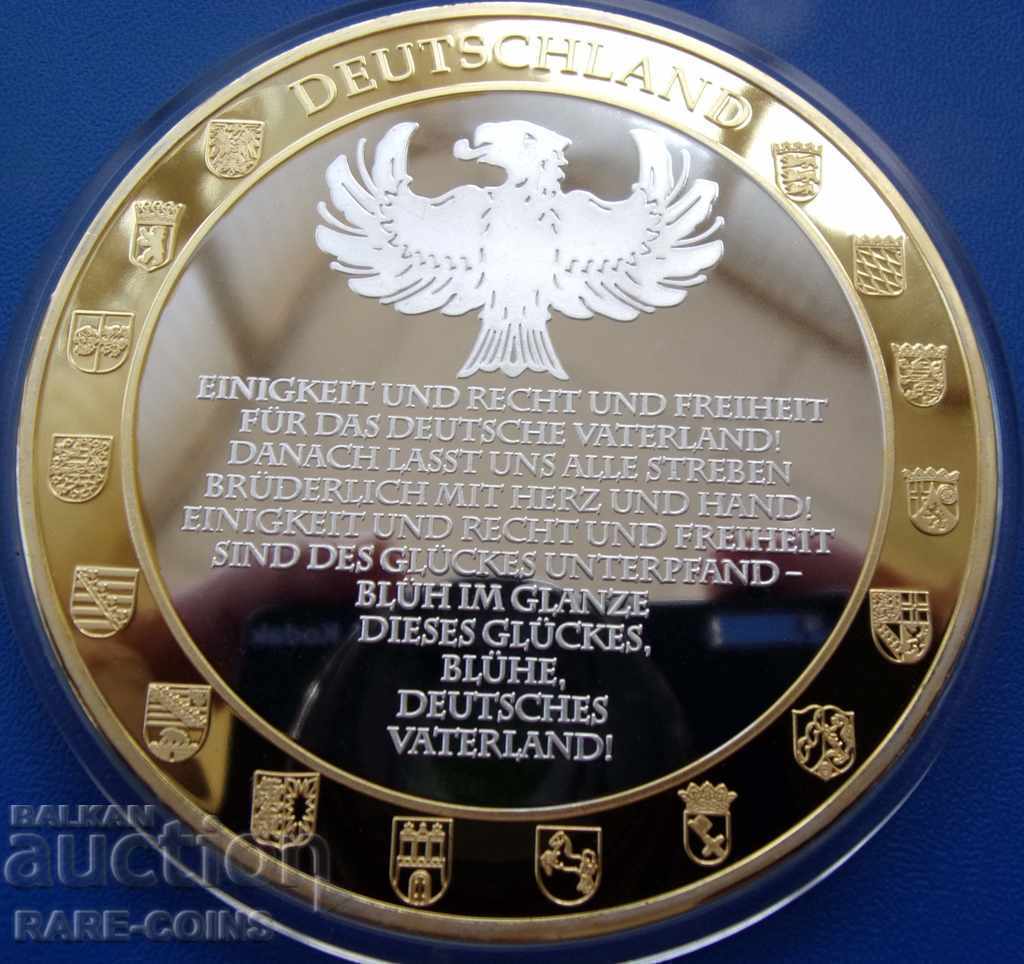 DEUTSCHLAND
EINIGKEIT UND RECHT UND FREIHEIT
FÜR DAS DEUTSCHE VATERLAND!
DANACH LASST UNS ALLE STREBEN
BRÜDERLICH MIT HERZ UND HAND!
EINIGKEIT UND RECHT UND FREIHEIT
SIND DES GLÜCKES UNTERPFAND –
BLÜH IM GLANZE
DIESES GLÜCKES,
BLÜHE,
DEUTSCHES
VATERLAND!
Kodak
BALKAN
auction
RARE-COINS